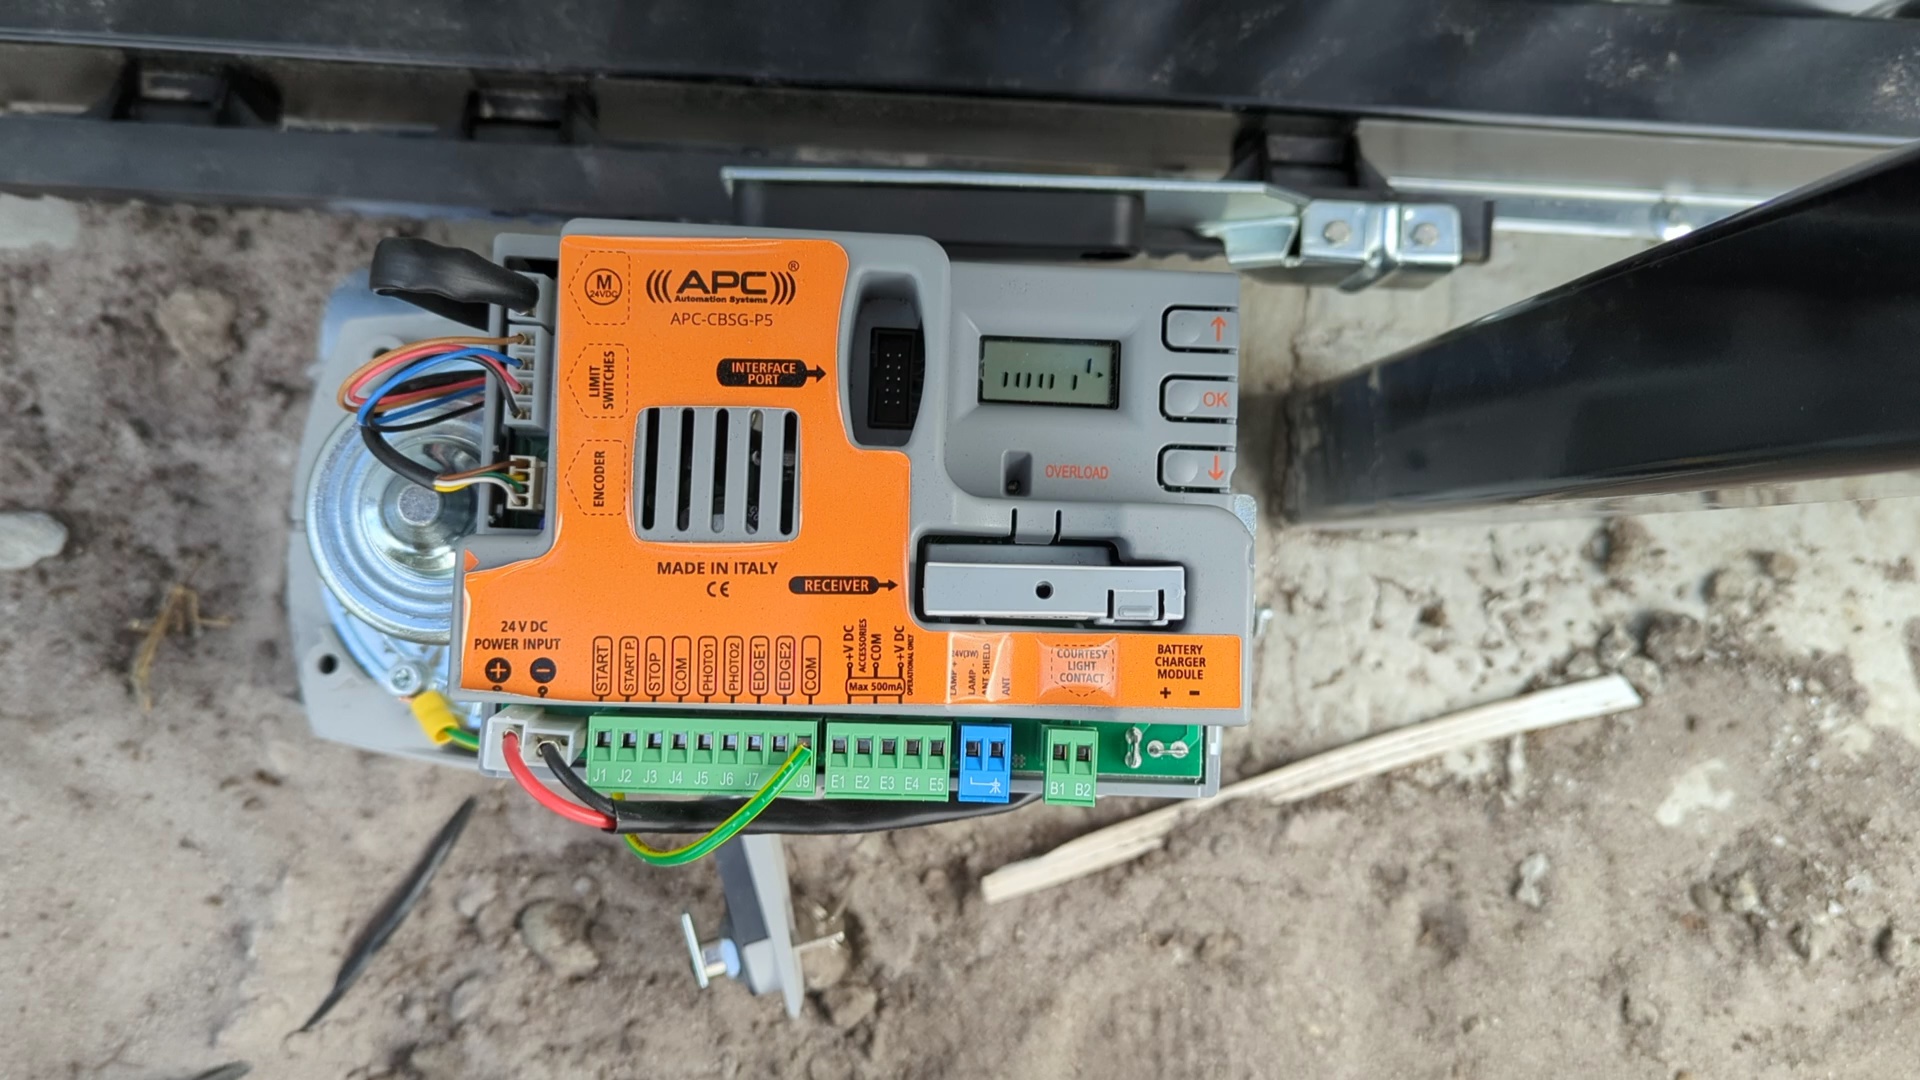 M
24VDC
(((APC)))®
Automation Systems
APC-CBSG-P5
LIMIT
SWITCHES
INTERFACE
PORT
↑
OK
↓
OVERLOAD
ENCODER
MADE IN ITALY
CE
RECEIVER
24 V DC
POWER INPUT
+ −
START
START P.
STOP
COM
PHOTO1
PHOTO2
EDGE1
EDGE2
COM
+V DC
ACCESSORIES
COM
+V DC
OPERATIONAL ONLY
Max 500mA
LAMP +
24V(3W)
LAMP -
ANT SHIELD
ANT
COURTESY
LIGHT
CONTACT
BATTERY
CHARGER
MODULE
+ −
J1 J2 J3 J4 J5 J6 J7 J9
E1 E2 E3 E4 E5
B1 B2